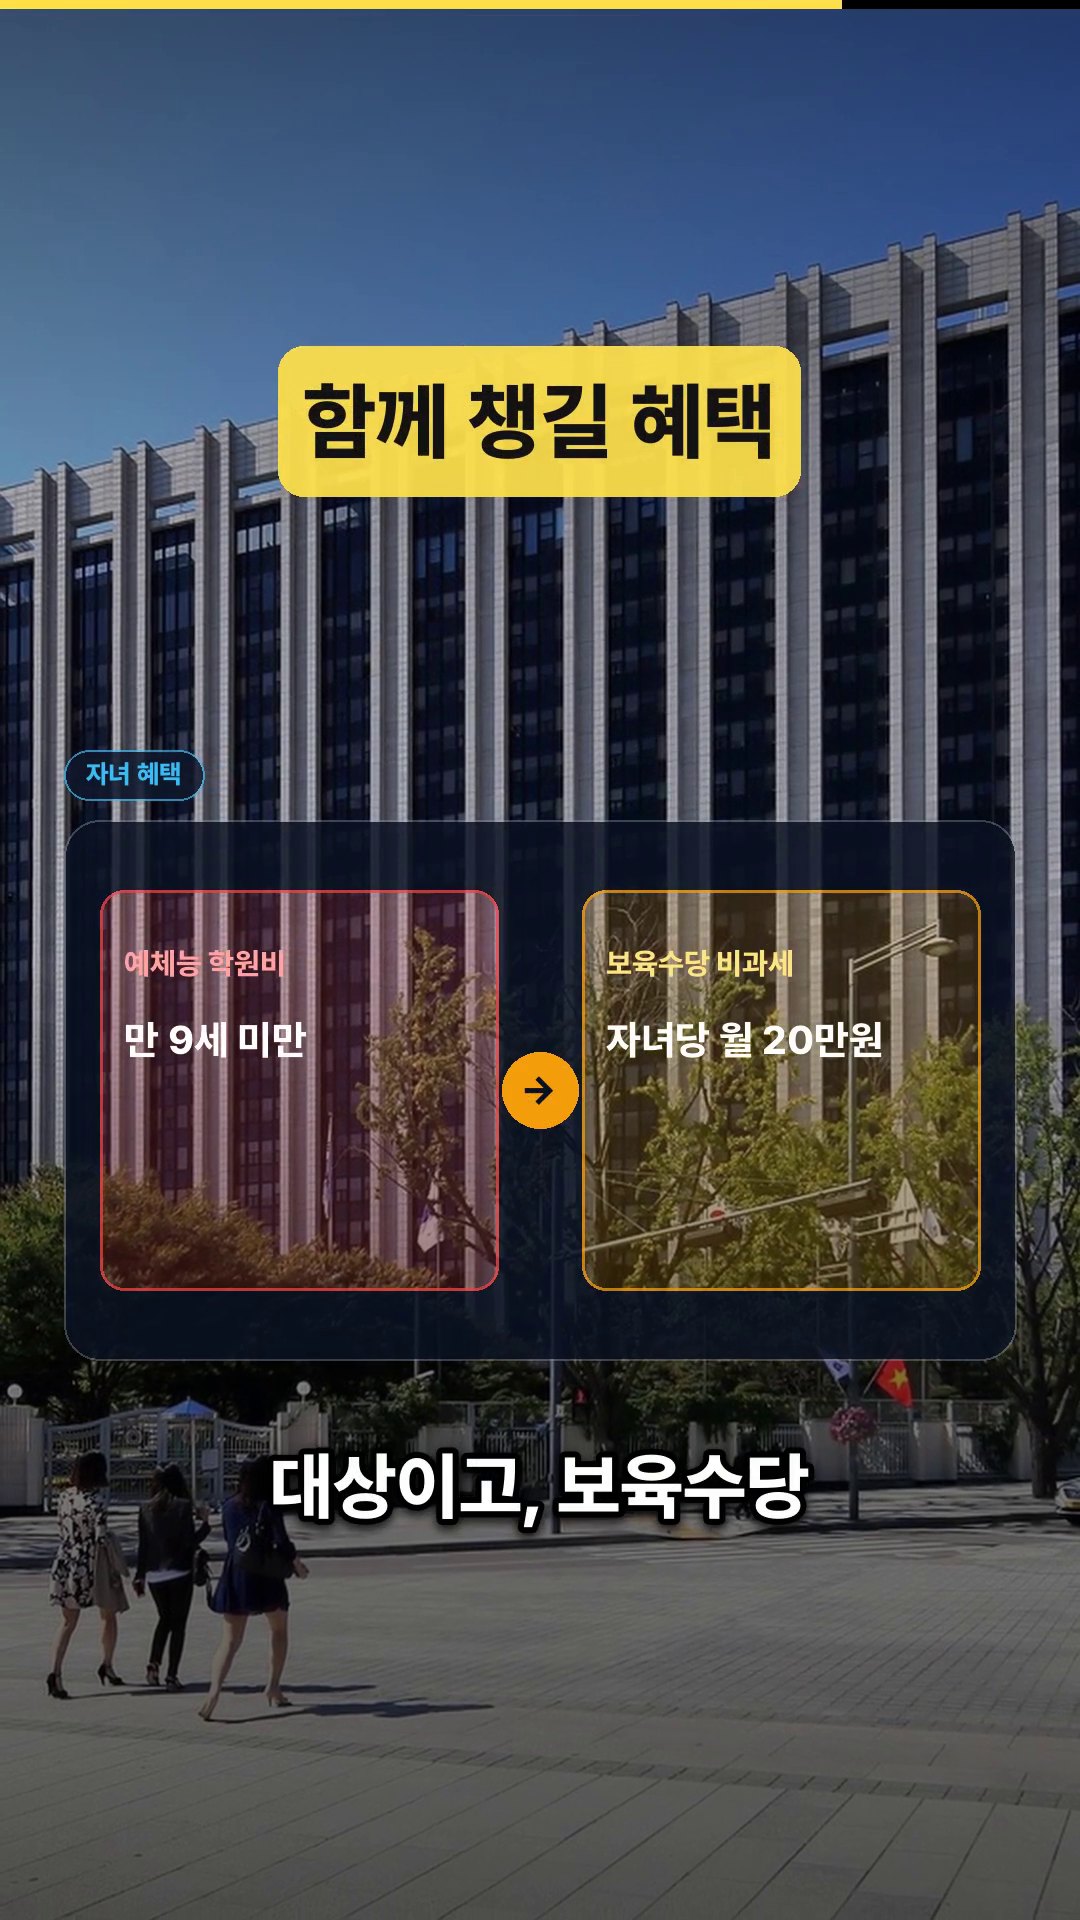 함께 챙길 혜택
자녀 혜택
예체능 학원비
만 9세 미만
보육수당 비과세
자녀당 월 20만원
대상이고, 보육수당